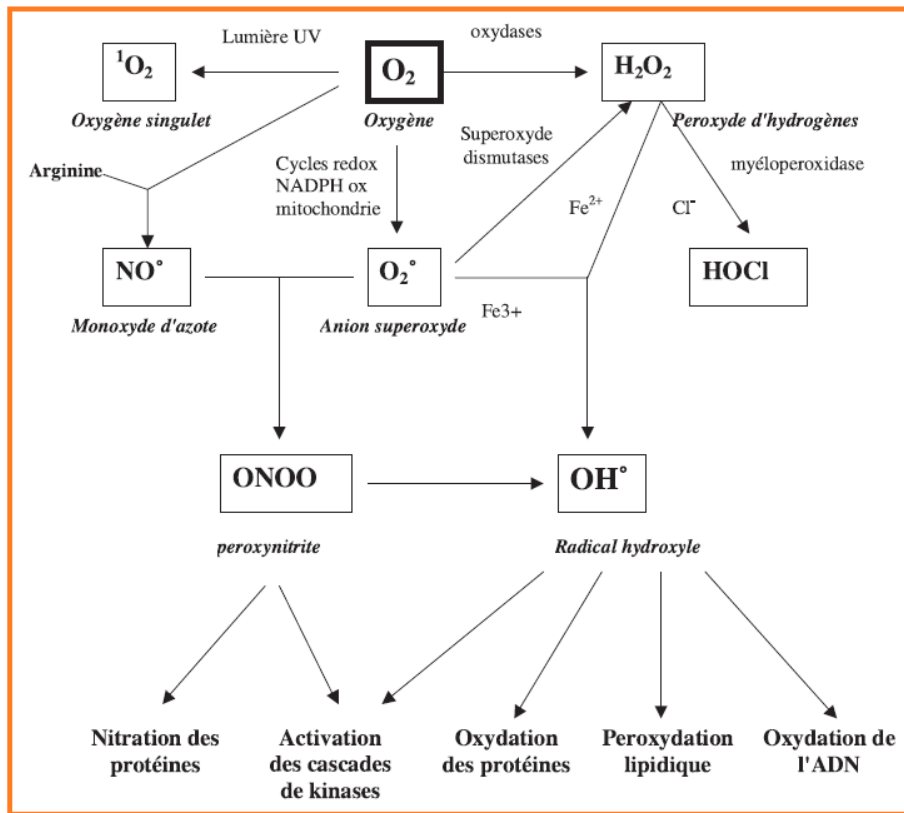 Lumière UV
oxydases
¹O₂
O₂
H₂O₂
Oxygène singulet
Oxygène
Peroxyde d'hydrogènes
Superoxyde
dismutases
Arginine
Cycles redox
NADPH ox
mitochondrie
myéloperoxidase
Fe²⁺
Cl⁻
NO°
O₂°
HOCl
Monoxyde d'azote
Anion superoxyde
Fe3+
ONOO
OH°
peroxynitrite
Radical hydroxyle
Nitration des
protéines
Activation
des cascades
de kinases
Oxydation
des protéines
Peroxydation
lipidique
Oxydation de
l'ADN